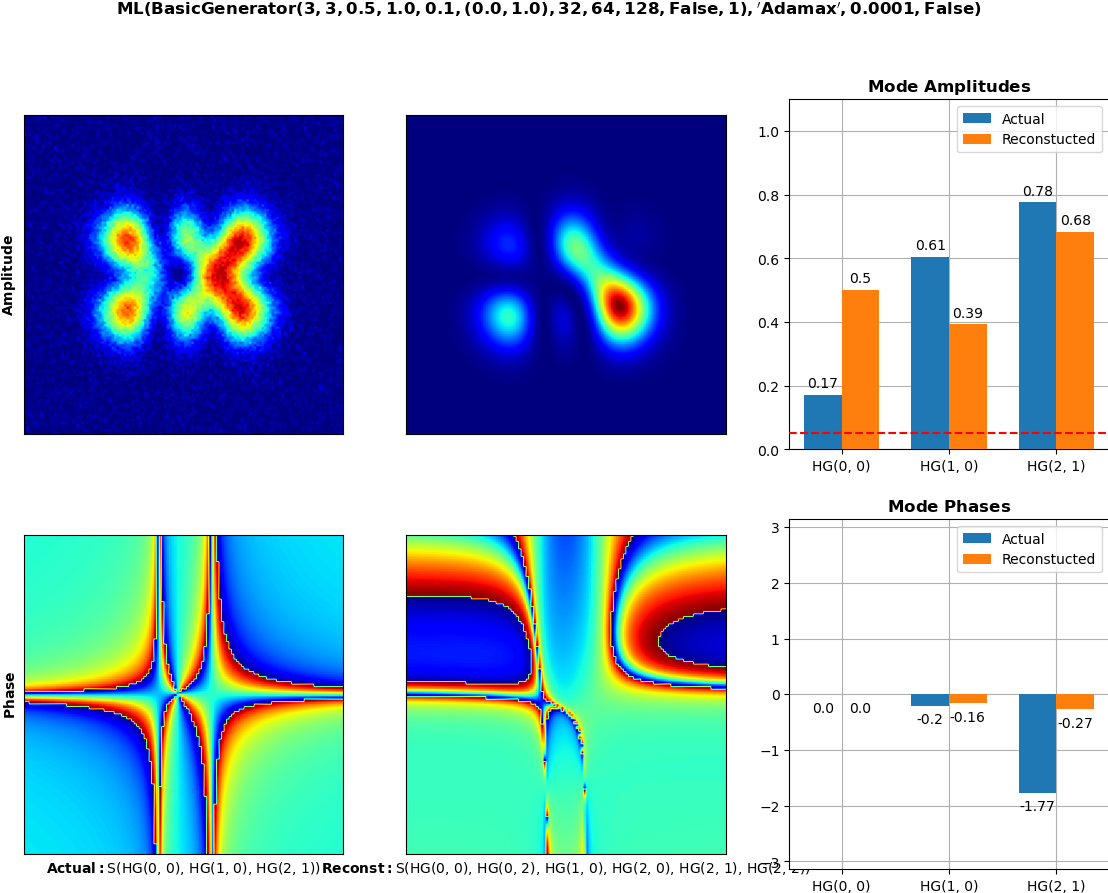 ML(BasicGenerator(3, 3, 0.5, 1.0, 0.1, (0.0, 1.0), 32, 64, 128, False, 1), 'Adamax', 0.0001, False)
Amplitude
Mode Amplitudes
Actual
Reconstucted
1.0
0.8
0.6
0.4
0.2
0.0
0.17
0.5
0.61
0.39
0.78
0.68
HG(0, 0)
HG(1, 0)
HG(2, 1)
Phase
Mode Phases
Actual
Reconstucted
3
2
1
0
−1
−2
−3
0.0
0.0
-0.2
-0.16
-1.77
-0.27
HG(0, 0)
HG(1, 0)
HG(2, 1)
Actual: S(HG(0, 0), HG(1, 0), HG(2, 1))
Reconst: S(HG(0, 0), HG(0, 2), HG(1, 0), HG(2, 0), HG(2, 1), HG(2, 2))